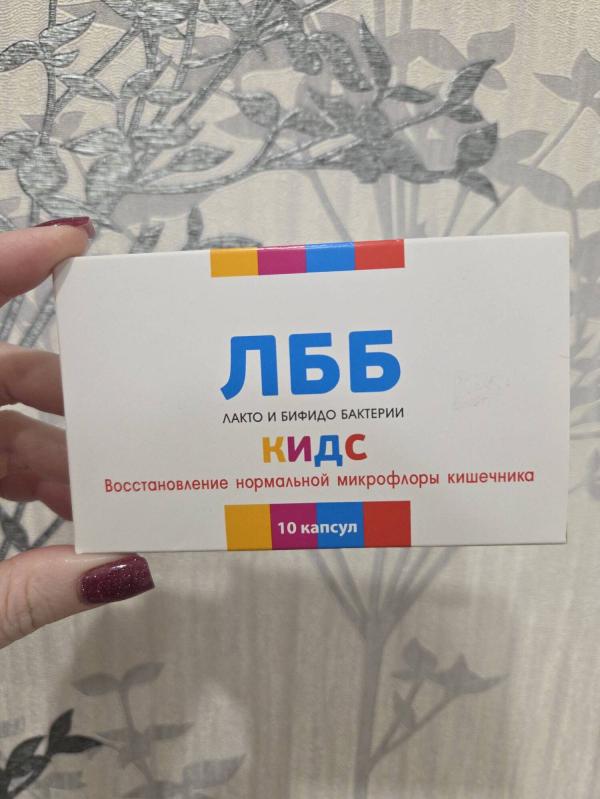 ЛББ
ЛАКТО И БИФИДО БАКТЕРИИ
КИДС
Восстановление нормальной микрофлоры кишечника
10 капсул